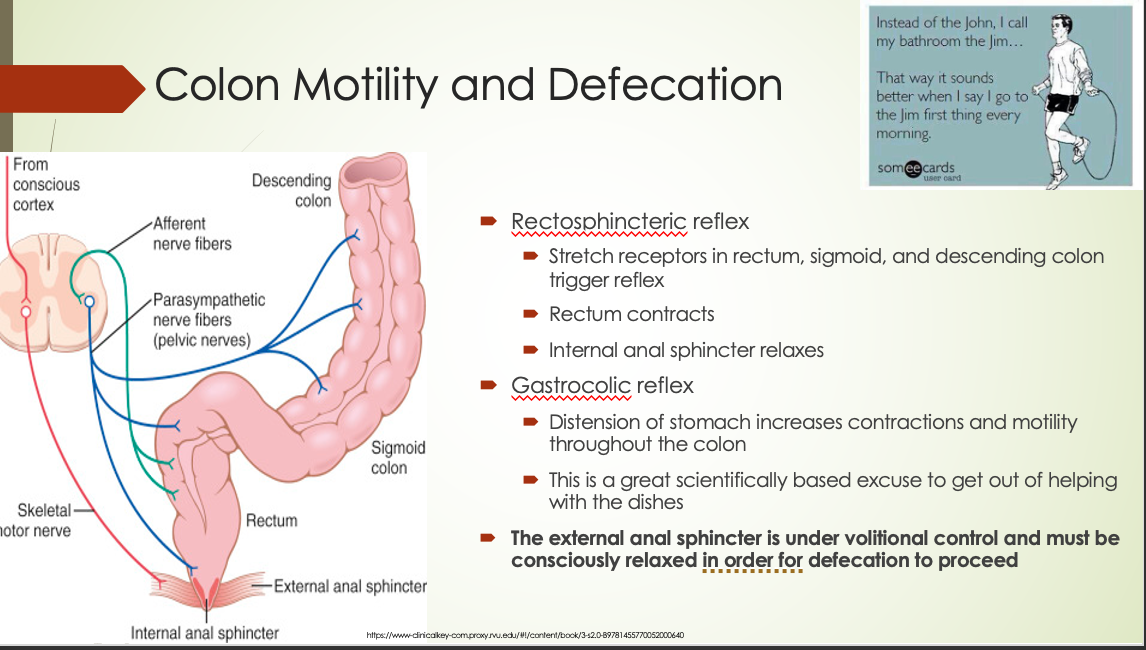 Colon Motility and Defecation
Instead of the John, I call
my bathroom the Jim...
That way it sounds
better when I say I go to
the Jim first thing every
morning.
someecards
user card
From
conscious
cortex
Afferent
nerve fibers
Parasympathetic
nerve fibers
(pelvic nerves)
Descending
colon
Sigmoid
colon
Skeletal
otor nerve
Rectum
External anal sphincter
Internal anal sphincter
Rectosphincteric reflex
Stretch receptors in rectum, sigmoid, and descending colon
trigger reflex
Rectum contracts
Internal anal sphincter relaxes
Gastrocolic reflex
Distension of stomach increases contractions and motility
throughout the colon
This is a great scientifically based excuse to get out of helping
with the dishes
The external anal sphincter is under volitional control and must be
consciously relaxed in order for defecation to proceed
https://www-clinicalkey-com.proxy.rvu.edu/#!/content/book/3-s2.0-B9781455770052000640